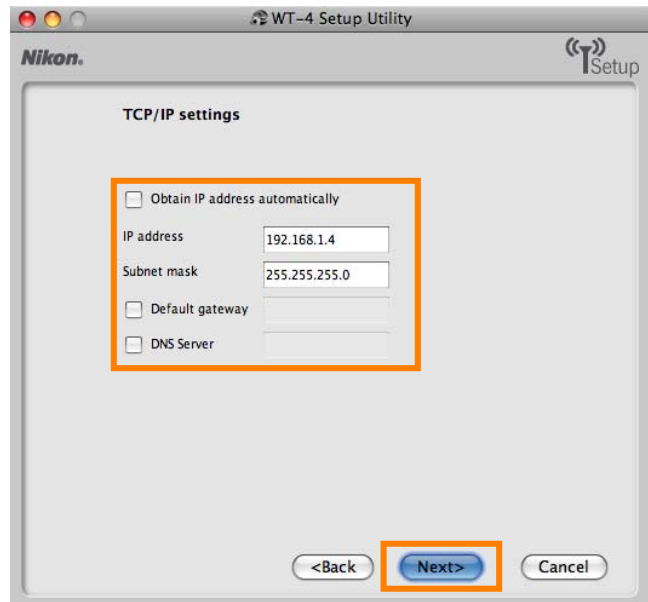 WT-4 Setup Utility
Nikon.
Setup
TCP/IP settings
Obtain IP address automatically
IP address 192.168.1.4
Subnet mask 255.255.255.0
Default gateway
DNS Server
<Back Next> Cancel